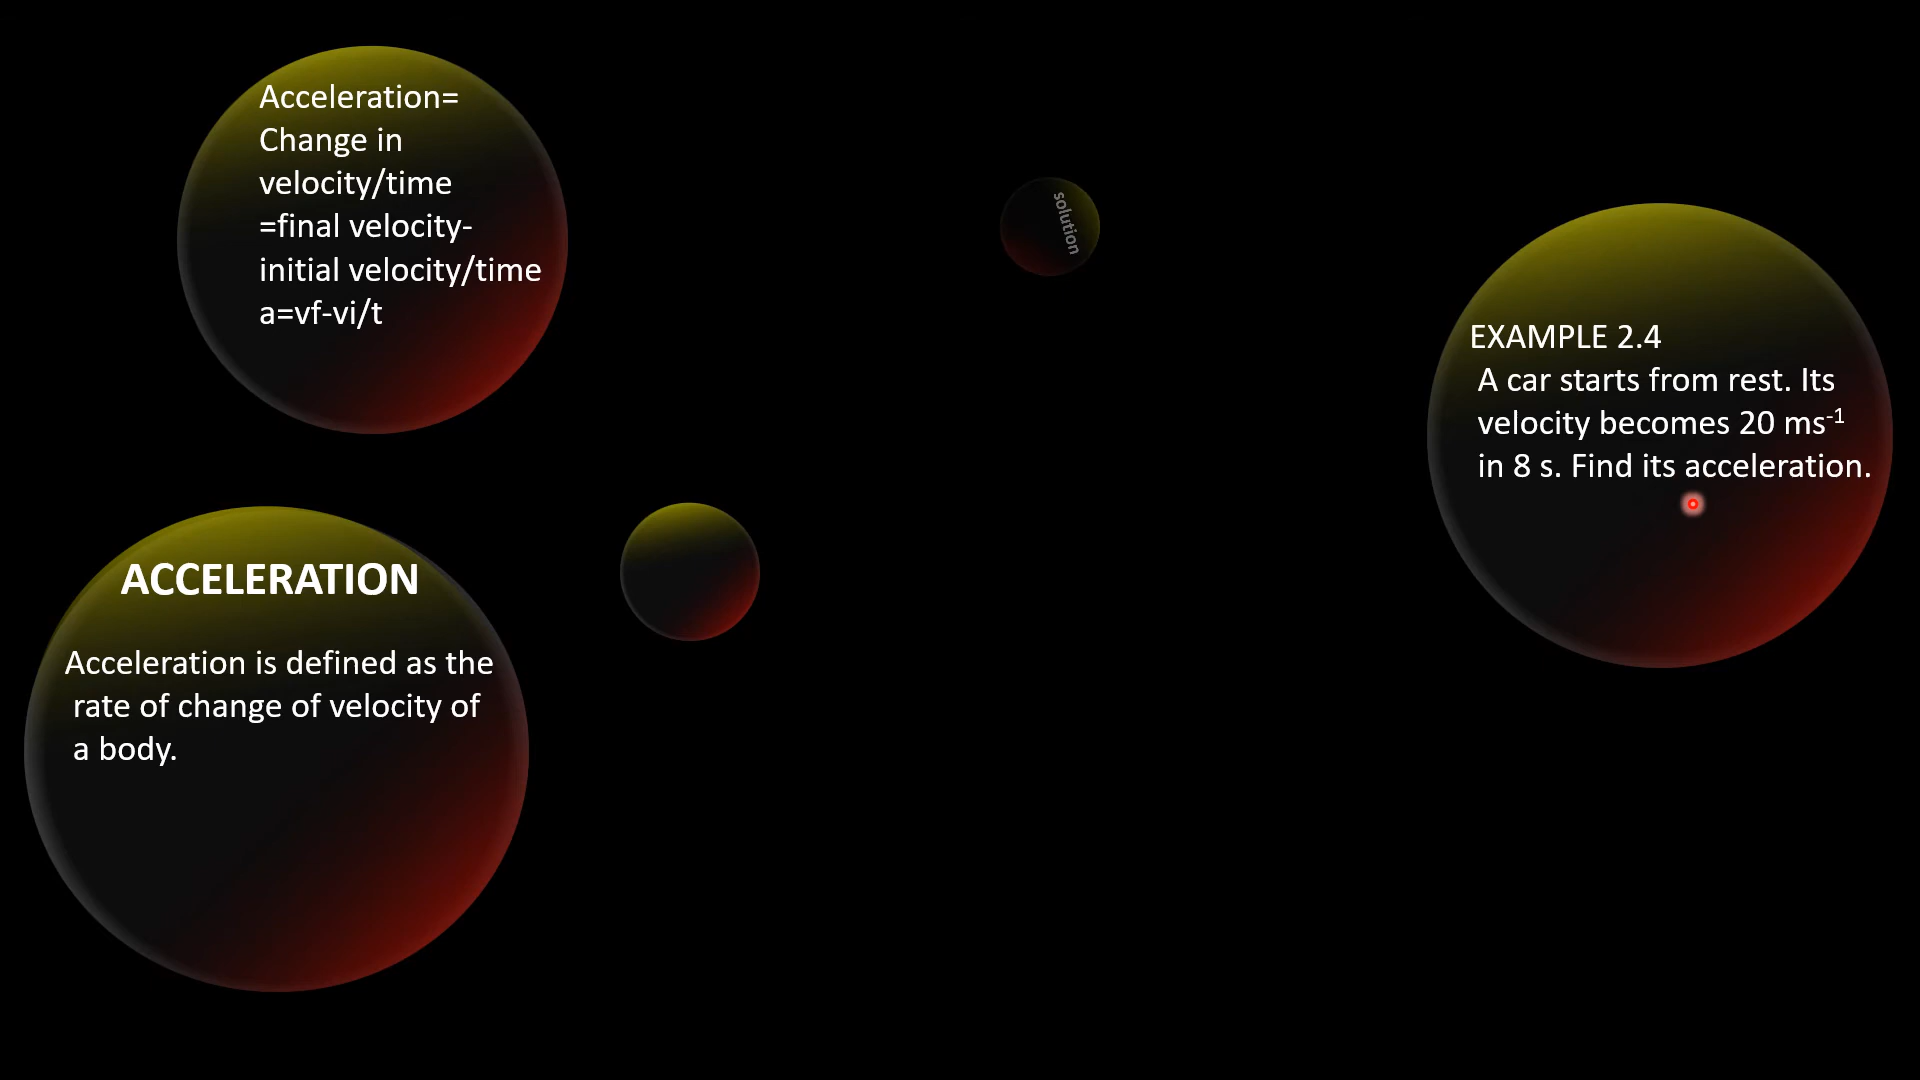 Acceleration=
Change in
velocity/time
=final velocity-
initial velocity/time
a=vf-vi/t
solution
EXAMPLE 2.4
A car starts from rest. Its
velocity becomes 20 ms⁻¹
in 8 s. Find its acceleration.
ACCELERATION
Acceleration is defined as the
rate of change of velocity of
a body.